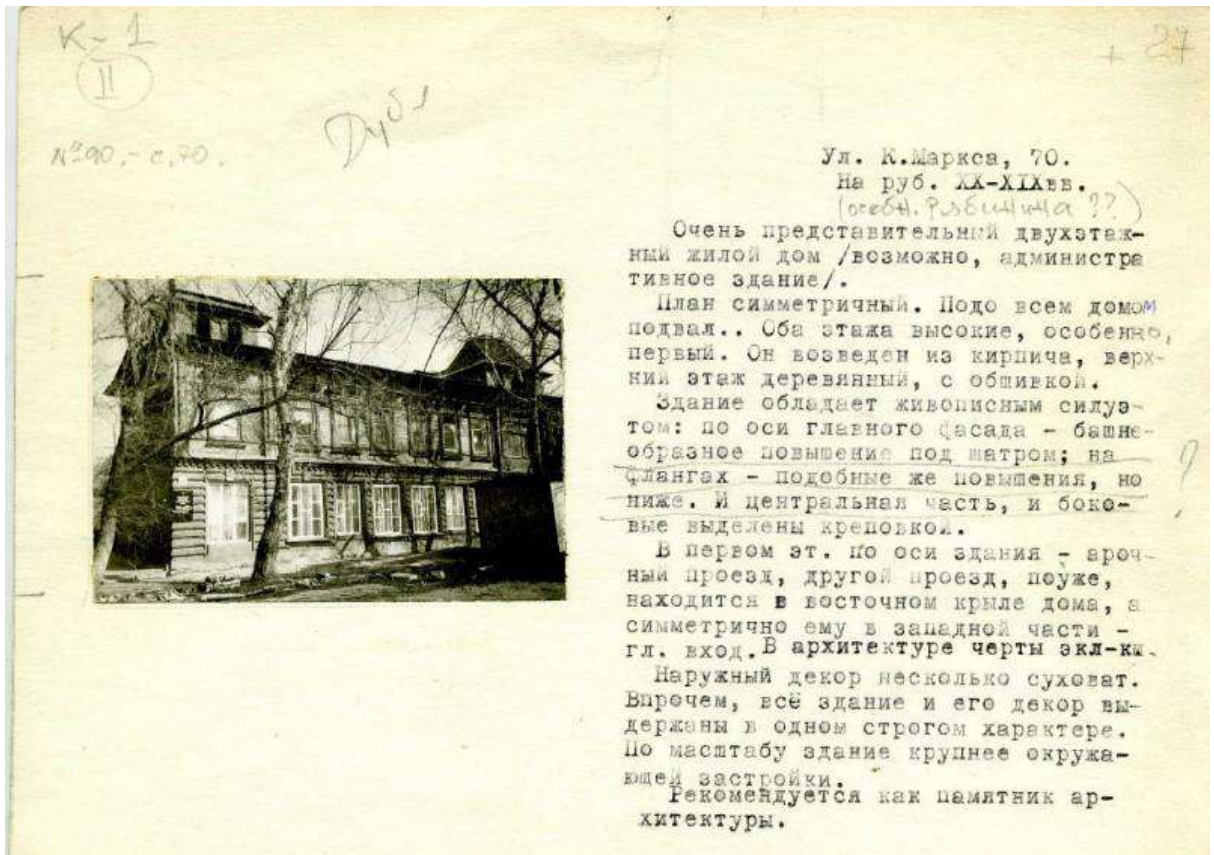 К-1
II
+ 27
Дубл
№90.-с.70.
Ул. К.Маркса, 70.
На руб. XX-XIXвв.
(особн. Рябинина ??)
Очень представительный двухэтаж-
ный жилой дом /возможно, администра
тивное здание/.
План симметричный. Подо всем домом
подвал.. Оба этажа высокие, особенно,
первый. Он возведен из кирпича, верх-
ний этаж деревянный, с обшивкой.
Здание обладает живописным силуэ-
том: по оси главного фасада - башне-
образное повышение под шатром; на
флангах - подобные же повышения, но
ниже. И центральная часть, и боко-
вые выделены креповкой.
?
В первом эт. по оси здания - ароч-
ный проезд, другой проезд, поуже,
находится в восточном крыле дома, а
симметрично ему в западной части -
гл. вход. В архитектуре черты экл-ки.
Наружный декор несколько суховат.
Впрочем, всё здание и его декор вы-
держаны в одном строгом характере.
По масштабу здание крупнее окружа-
ющей застройки.
Рекомендуется как памятник ар-
хитектуры.